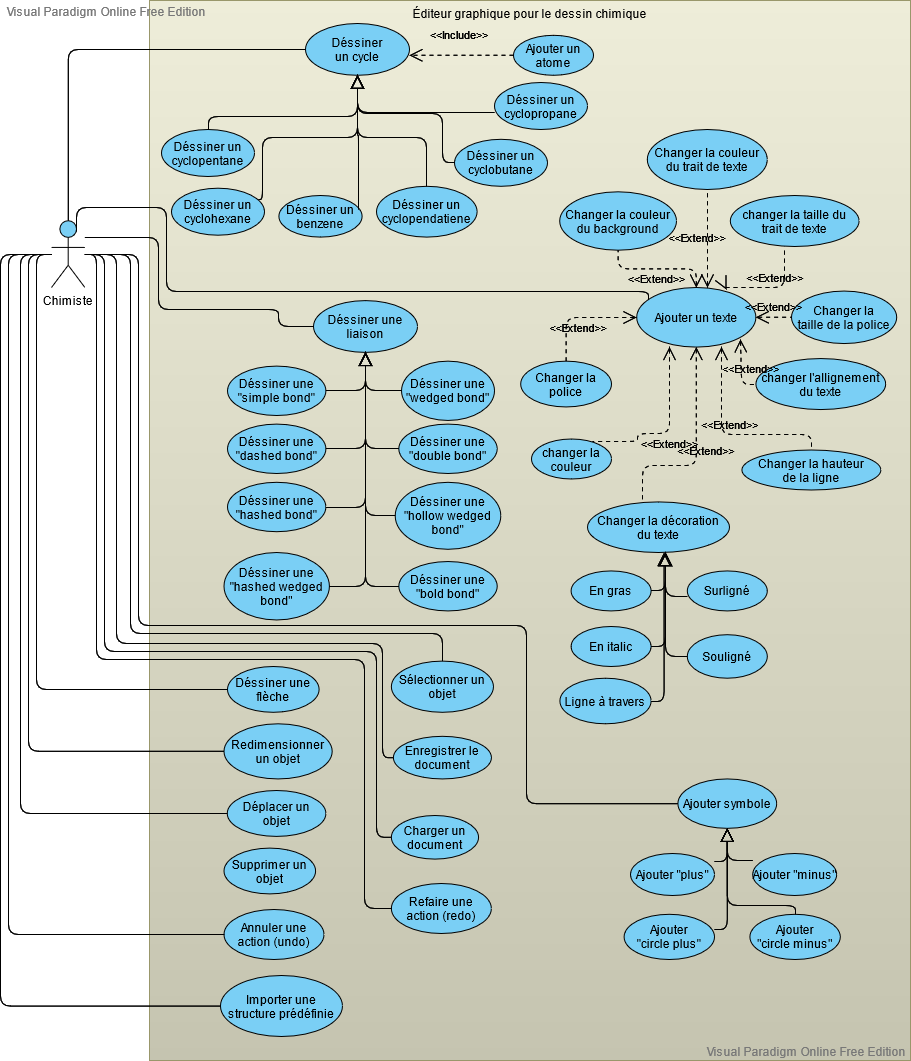 Visual Paradigm Online Free Edition
Éditeur graphique pour le dessin chimique
Déssiner
un cycle
<<Include>>
Ajouter un
atome
Déssiner un
cyclopropane
Déssiner un
cyclopentane
Déssiner un
cyclobutane
Déssiner un
cyclohexane
Déssiner un
benzene
Déssiner un
cyclopendatiene
Changer la couleur
du trait de texte
Changer la couleur
du background
changer la taille du
trait de texte
<<Extend>>
<<Extend>>
<<Extend>>
Chimiste
Ajouter un texte
<<Extend>>
Changer la
taille de la police
<<Extend>>
Déssiner une
liaison
Changer la
police
<<Extend>>
changer l'allignement
du texte
Déssiner une
"simple bond"
Déssiner une
"wedged bond"
<<Extend>>
<<Extend>>
<<Extend>>
Déssiner une
"dashed bond"
Déssiner une
"double bond"
changer la
couleur
Changer la hauteur
de la ligne
Déssiner une
"hashed bond"
Déssiner une
"hollow wedged
bond"
Changer la décoration
du texte
Déssiner une
"hashed wedged
bond"
Déssiner une
"bold bond"
En gras
Surligné
En italic
Souligné
Ligne à travers
Déssiner une
flèche
Sélectionner un
objet
Redimensionner
un objet
Enregistrer le
document
Déplacer un
objet
Charger un
document
Ajouter symbole
Supprimer un
objet
Ajouter "plus"
Ajouter "minus"
Refaire une
action (redo)
Annuler une
action (undo)
Ajouter
"circle plus"
Ajouter
"circle minus"
Importer une
structure prédéfinie
Visual Paradigm Online Free Edition